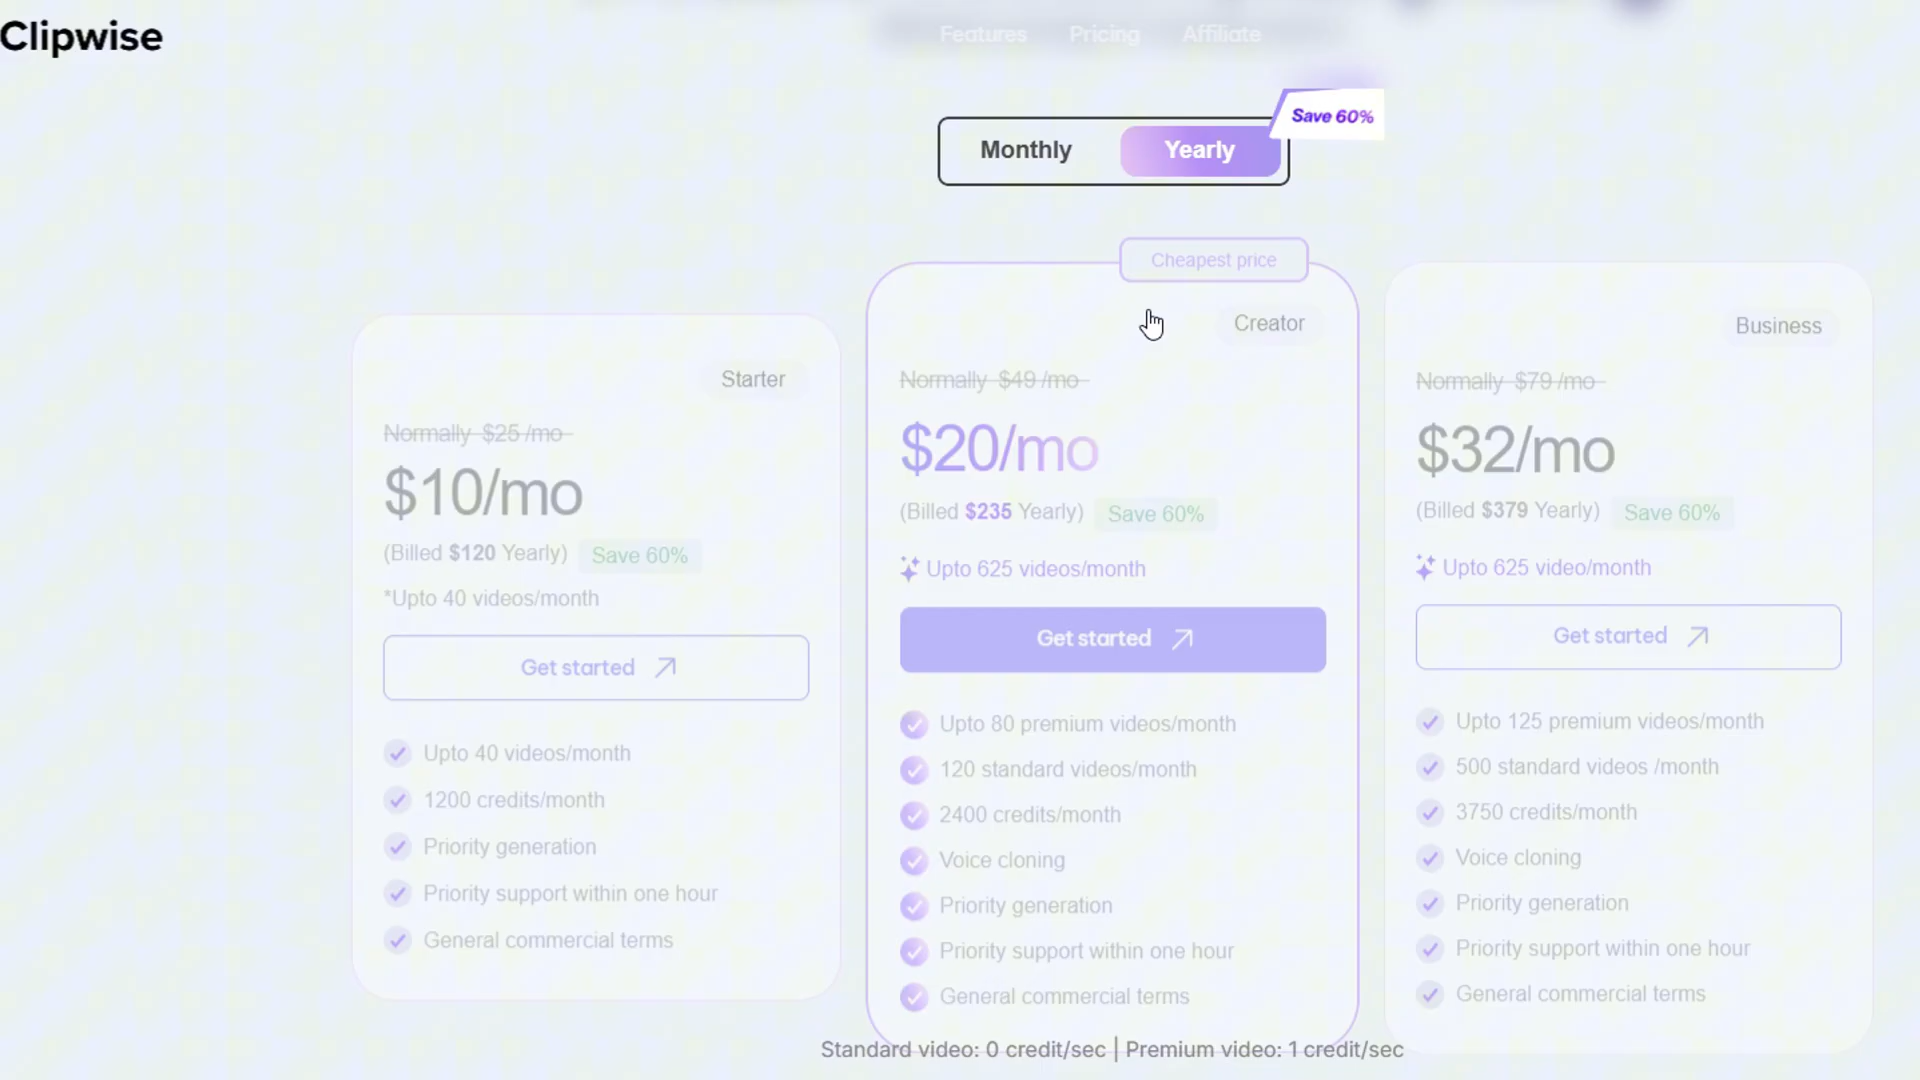 Clipwise
Features Pricing Affiliate
Save 60%
Monthly Yearly
Starter
Normally $25 /mo
$10/mo
(Billed $120 Yearly) Save 60%
*Upto 40 videos/month
Get started
Upto 40 videos/month
1200 credits/month
Priority generation
Priority support within one hour
General commercial terms
Cheapest price
Creator
Normally $49 /mo
$20/mo
(Billed $235 Yearly) Save 60%
Upto 625 videos/month
Get started
Upto 80 premium videos/month
120 standard videos/month
2400 credits/month
Voice cloning
Priority generation
Priority support within one hour
General commercial terms
Business
Normally $79 /mo
$32/mo
(Billed $379 Yearly) Save 60%
Upto 625 video/month
Get started
Upto 125 premium videos/month
500 standard videos /month
3750 credits/month
Voice cloning
Priority generation
Priority support within one hour
General commercial terms
Standard video: 0 credit/sec | Premium video: 1 credit/sec